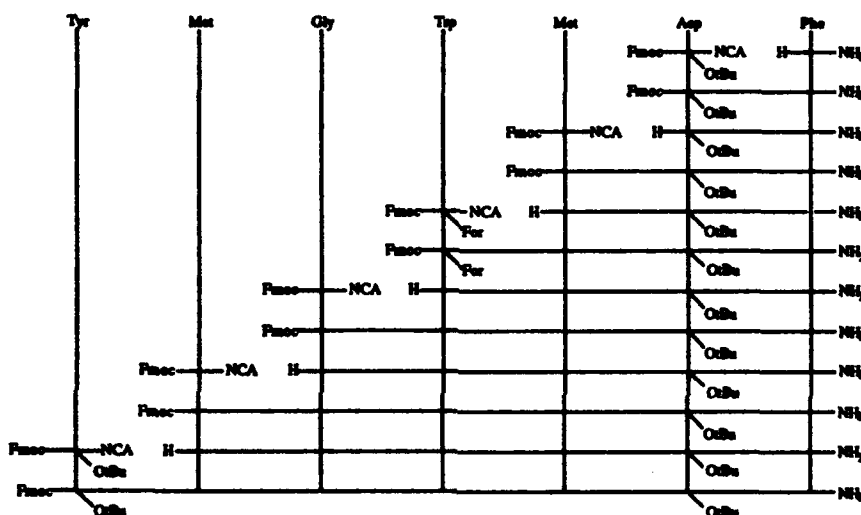 Tyr Met Gly Trp Met Asp Phe
Fmoc NCA H NH₂
OtBu
Fmoc NH₂
OtBu
Fmoc NCA H NH₂
OtBu
Fmoc NH₂
OtBu
Fmoc NCA H NH₂
For OtBu
Fmoc NH₂
For OtBu
Fmoc NCA H NH₂
OtBu
Fmoc NH₂
OtBu
Fmoc NCA H NH₂
OtBu
Fmoc NH₂
OtBu
Fmoc NCA H NH₂
OtBu OtBu
Fmoc NH₂
OtBu OtBu